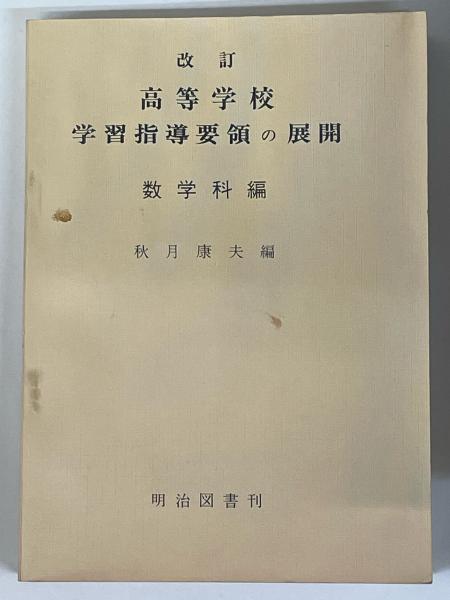 改訂
高等学校
学習指導要領の展開
数学科編
秋月康夫編
明治図書刊